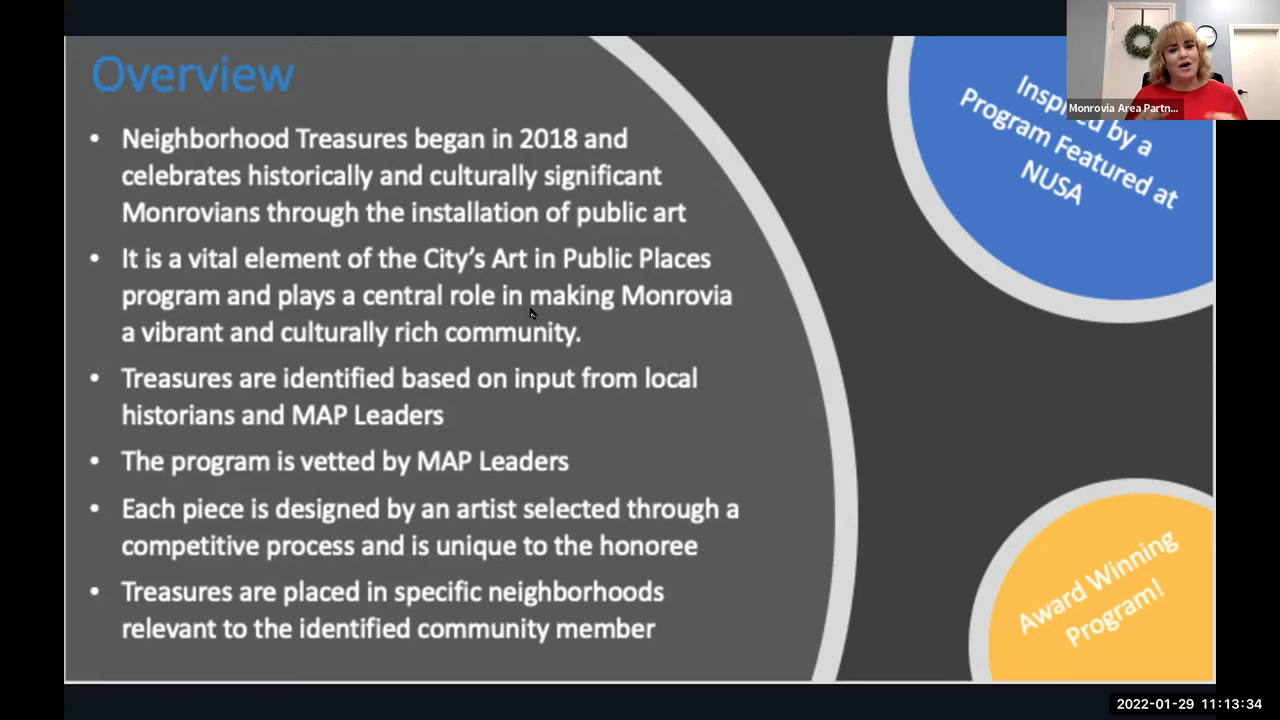 Overview
• Neighborhood Treasures began in 2018 and
celebrates historically and culturally significant
Monrovians through the installation of public art
• It is a vital element of the City's Art in Public Places
program and plays a central role in making Monrovia
a vibrant and culturally rich community.
• Treasures are identified based on input from local
historians and MAP Leaders
• The program is vetted by MAP Leaders
• Each piece is designed by an artist selected through a
competitive process and is unique to the honoree
• Treasures are placed in specific neighborhoods
relevant to the identified community member
Inspired by a
Program Featured at
NUSA
Award Winning
Program!
Monrovia Area Partn...
2022-01-29 11:13:34